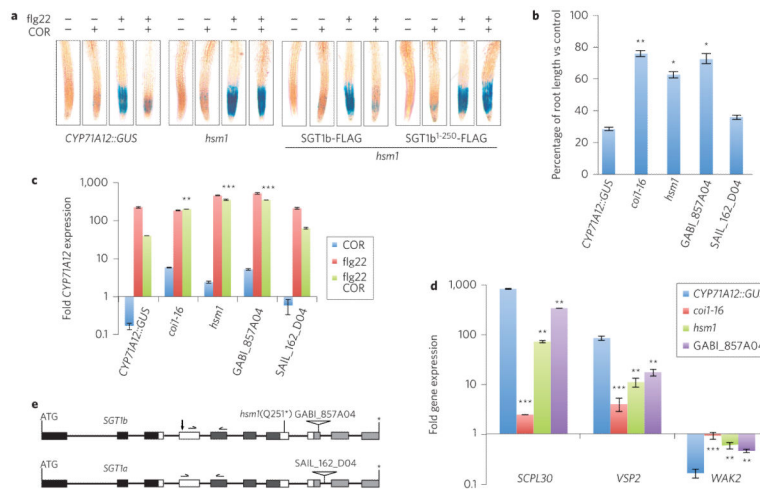 a
flg22 – – + + – – + + – – + + – – + +
COR – + – + – + – + – + – + – + – +
CYP71A12::GUS hsm1 SGT1b-FLAG SGT1b1-250-FLAG
hsm1
b
Percentage of root length vs control
100
80
60
40
20
0
** * *
CYP71A12::GUS coi1-16 hsm1 GABI_857A04 SAIL_162_D04
c
Fold CYP71A12 expression
1,000
100
10
1
0.1
** *** ***
CYP71A12::GUS coi1-16 hsm1 GABI_857A04 SAIL_162_D04
COR
flg22
flg22
COR
d
Fold gene expression
1,000
100
10
1
0.1
*** ** ** *** ** ** *** ** **
SCPL30 VSP2 WAK2
CYP71A12::GUS
coi1-16
hsm1
GABI_857A04
e
ATG SGT1b hsm1(Q251*) GABI_857A04 *
ATG SGT1a SAIL_162_D04 *